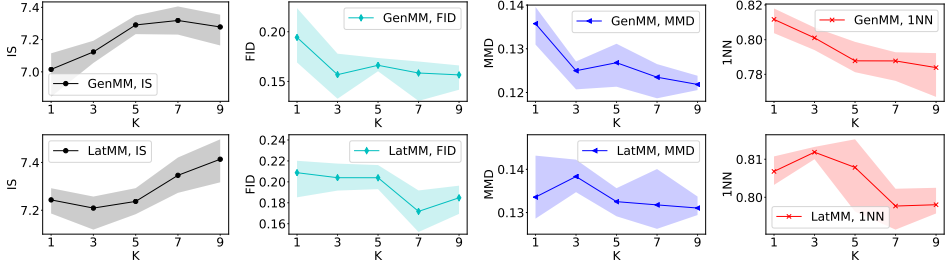 7.4
7.2
7.0
IS
GenMM, IS
1 3 5 7 9
K
0.20
0.15
FID
GenMM, FID
1 3 5 7 9
K
0.14
0.13
0.12
MMD
GenMM, MMD
1 3 5 7 9
K
0.82
0.80
0.78
1NN
GenMM, 1NN
1 3 5 7 9
K
7.4
7.2
IS
LatMM, IS
1 3 5 7 9
K
0.24
0.22
0.20
0.18
0.16
FID
LatMM, FID
1 3 5 7 9
K
0.14
0.13
MMD
LatMM, MMD
1 3 5 7 9
K
0.81
0.80
1NN
LatMM, 1NN
1 3 5 7 9
K